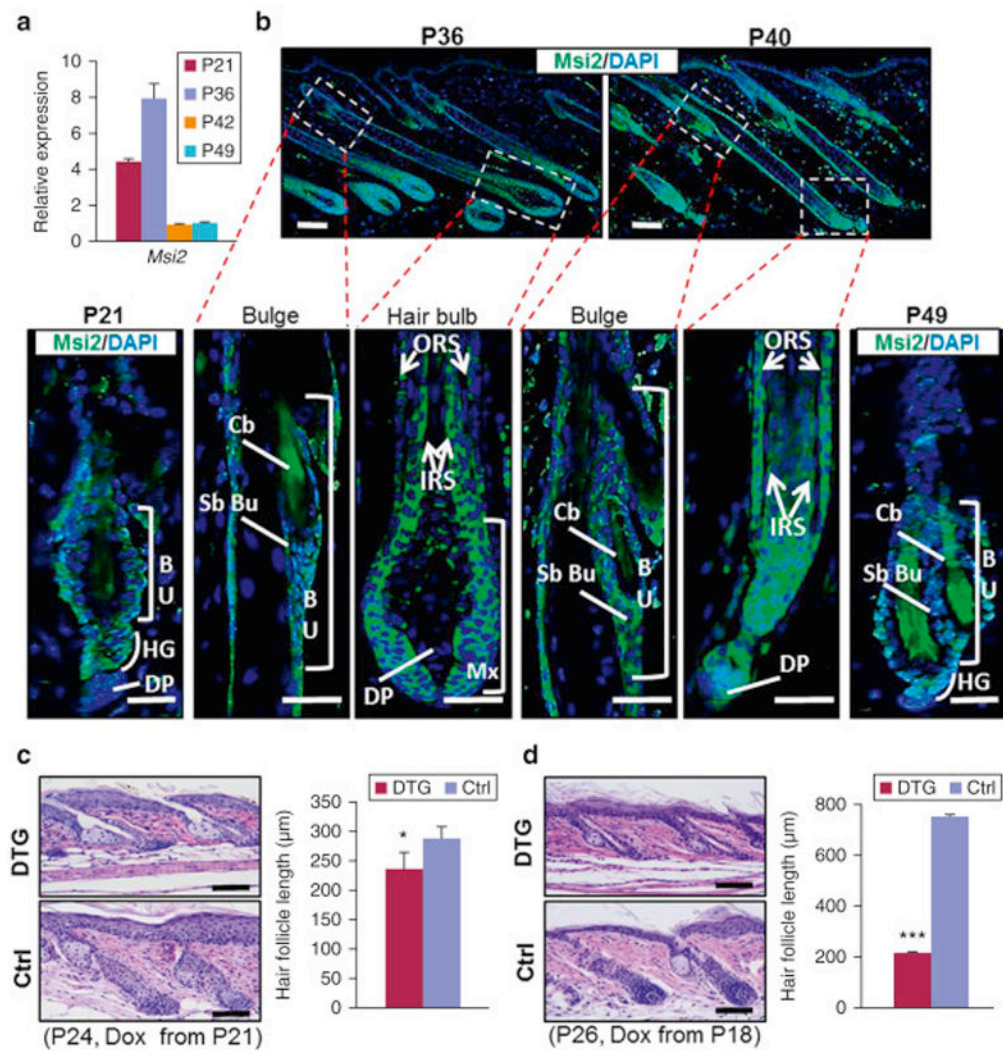 a
b
P36
P40
Msi2/DAPI
10
8
6
4
2
0
Relative expression
P21
P36
P42
P49
Msi2
P21
Msi2/DAPI
Bulge
Hair bulb
Bulge
P49
Msi2/DAPI
ORS
IRS
Cb
Sb Bu
B
U
HG
DP
Cb
Sb Bu
B
U
DP
Mx
ORS
IRS
DP
Cb
Sb Bu
B
U
HG
c
DTG
Ctrl
(P24, Dox from P21)
DTG
Ctrl
350
300
250
200
150
100
50
0
Hair follicle length (µm)
*
d
DTG
Ctrl
(P26, Dox from P18)
DTG
Ctrl
800
600
400
200
0
Hair follicle length (µm)
***